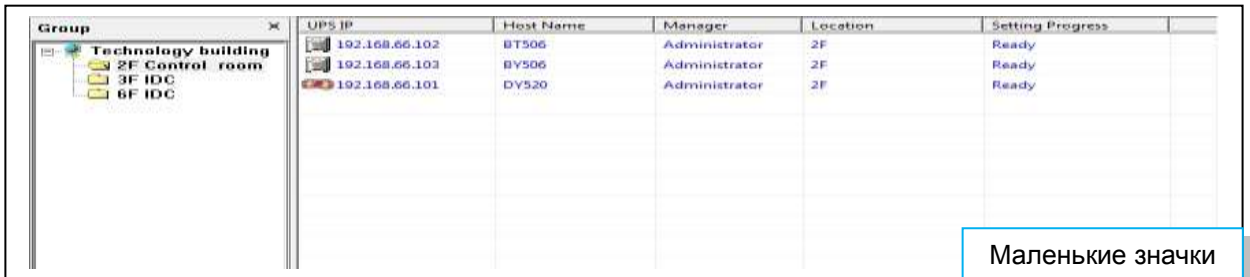 Group
Technology building
2F Control room
3F IDC
6F IDC
UPS IP Host Name Manager Location Setting Progress
192.168.66.102 BT506 Administrator 2F Ready
192.168.66.103 BY506 Administrator 2F Ready
192.168.66.101 DY520 Administrator 2F Ready
Маленькие значки